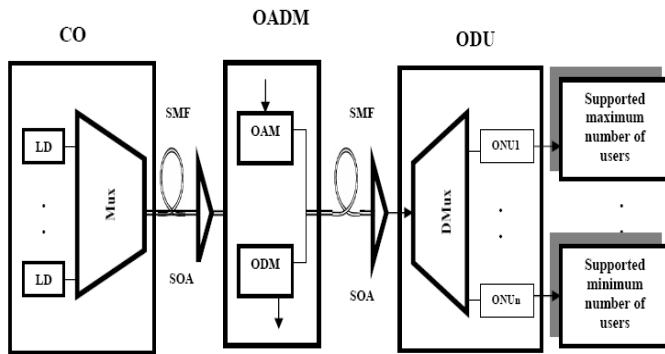 CO
OADM
ODU
SMF
SMF
LD
LD
Mux
SOA
OAM
ODM
SOA
DMux
ONU1
ONUn
Supported
maximum
number of
users
Supported
minimum
number of
users